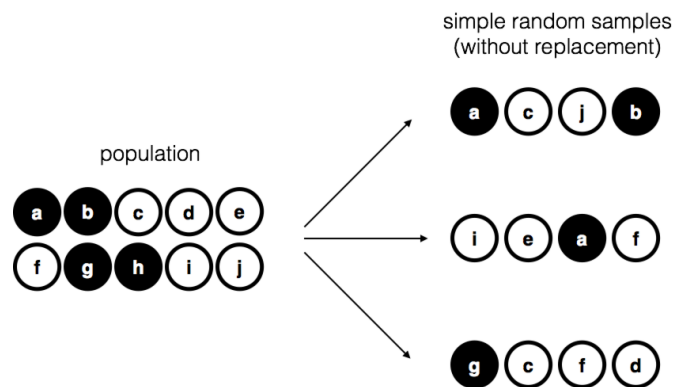 simple random samples
(without replacement)
a c j b
population
a b c d e
i e a f
f g h i j
g c f d